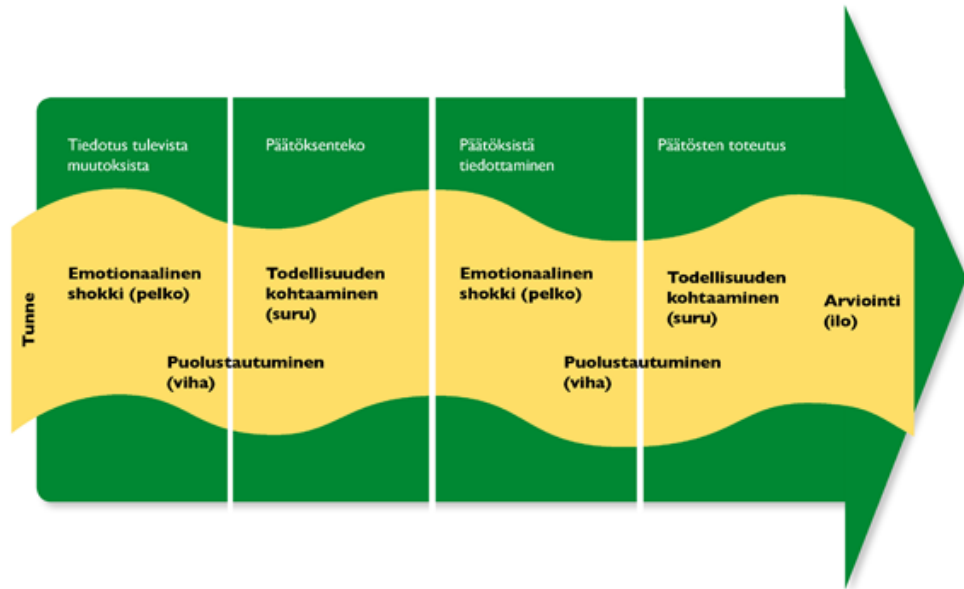 Tiedotus tulevista
muutoksista
Päätöksenteko
Päätöksistä
tiedottaminen
Päätösten toteutus
Tunne
Emotionaalinen
shokki (pelko)
Puolustautuminen
(viha)
Todellisuuden
kohtaaminen
(suru)
Emotionaalinen
shokki (pelko)
Puolustautuminen
(viha)
Todellisuuden
kohtaaminen
(suru)
Arviointi
(ilo)